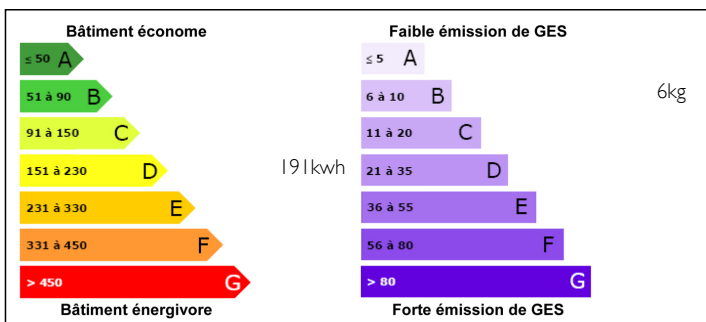 Bâtiment économe
≤ 50 A
51 à 90 B
91 à 150 C
151 à 230 D
191kwh
231 à 330 E
331 à 450 F
> 450 G
Bâtiment énergivore
Faible émission de GES
≤ 5 A
6 à 10 B
6kg
11 à 20 C
21 à 35 D
36 à 55 E
56 à 80 F
> 80 G
Forte émission de GES